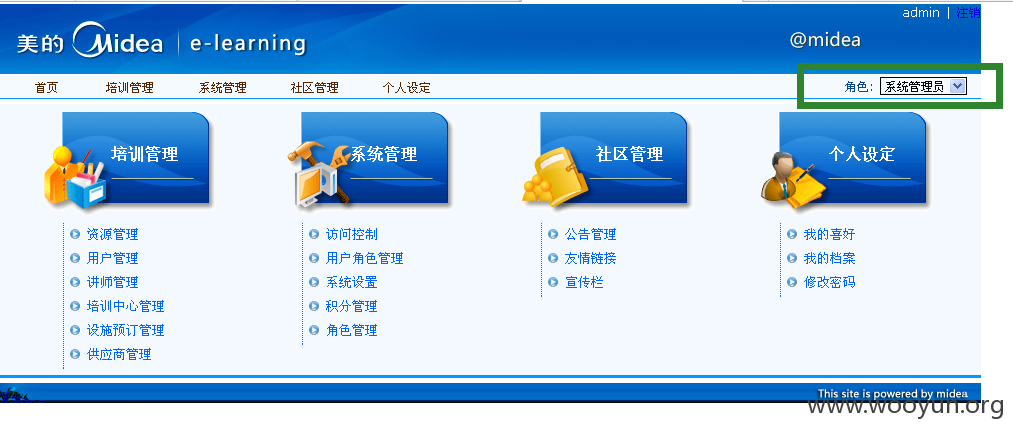 admin | 注销
美的 Midea e-learning @midea
首页 培训管理 系统管理 社区管理 个人设定 角色: 系统管理员
培训管理 系统管理 社区管理 个人设定
资源管理 访问控制 公告管理 我的喜好
用户管理 用户角色管理 友情链接 我的档案
讲师管理 系统设置 宣传栏 修改密码
培训中心管理 积分管理
设施预订管理 角色管理
供应商管理
This site is powered by midea
www.wooyun.org